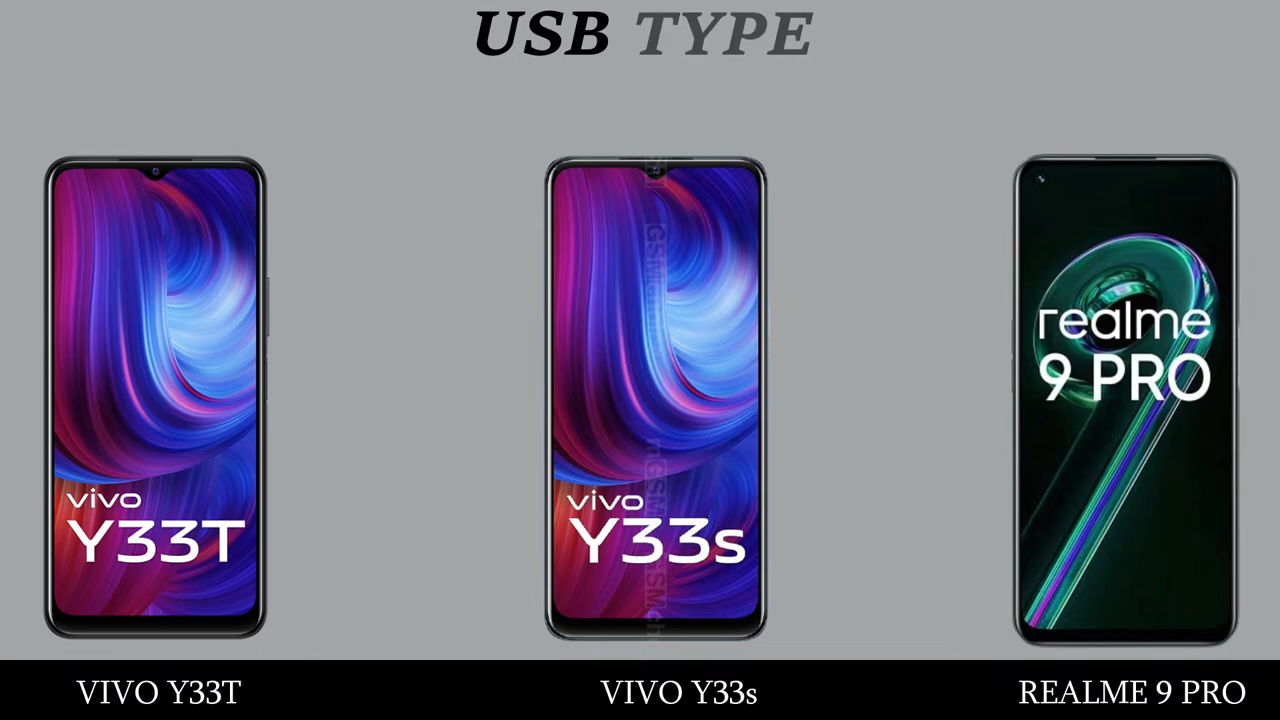 USB TYPE
vivo
Y33T
vivo
Y33s
realme
9 PRO
VIVO Y33T
VIVO Y33s
REALME 9 PRO